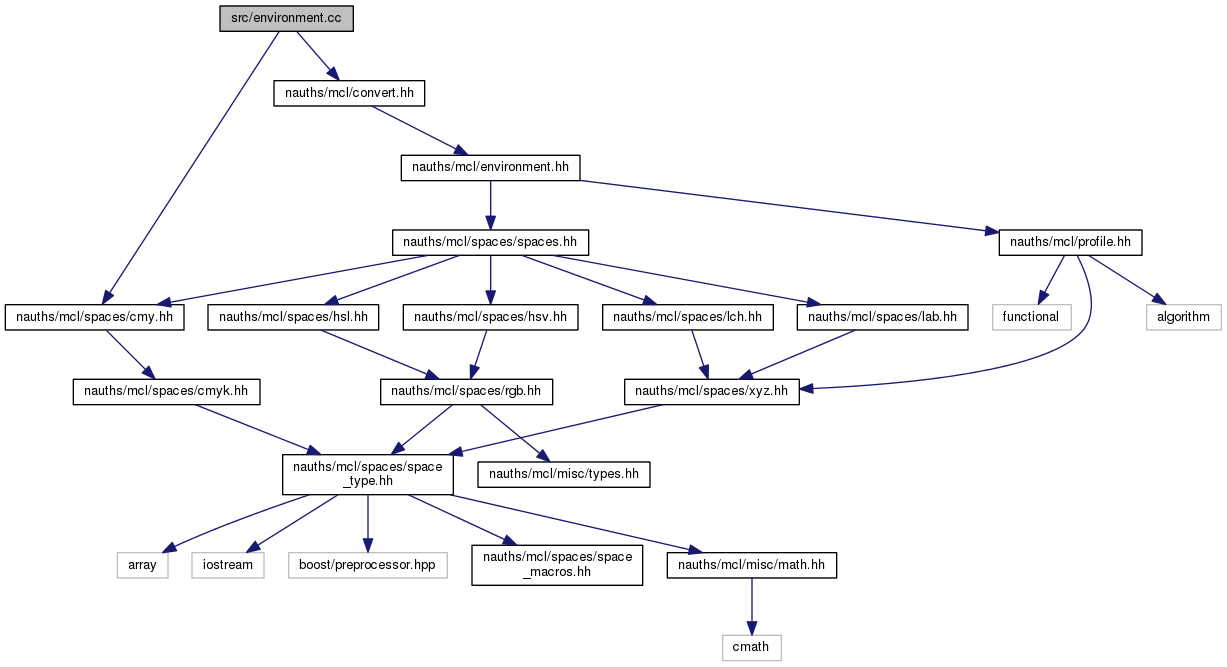 src/environment.cc
nauths/mcl/convert.hh
nauths/mcl/environment.hh
nauths/mcl/spaces/spaces.hh
nauths/mcl/profile.hh
nauths/mcl/spaces/cmy.hh
nauths/mcl/spaces/hsl.hh
nauths/mcl/spaces/hsv.hh
nauths/mcl/spaces/lch.hh
nauths/mcl/spaces/lab.hh
functional
algorithm
nauths/mcl/spaces/cmyk.hh
nauths/mcl/spaces/rgb.hh
nauths/mcl/spaces/xyz.hh
nauths/mcl/spaces/space
_type.hh
nauths/mcl/misc/types.hh
array
iostream
boost/preprocessor.hpp
nauths/mcl/spaces/space
_macros.hh
nauths/mcl/misc/math.hh
cmath